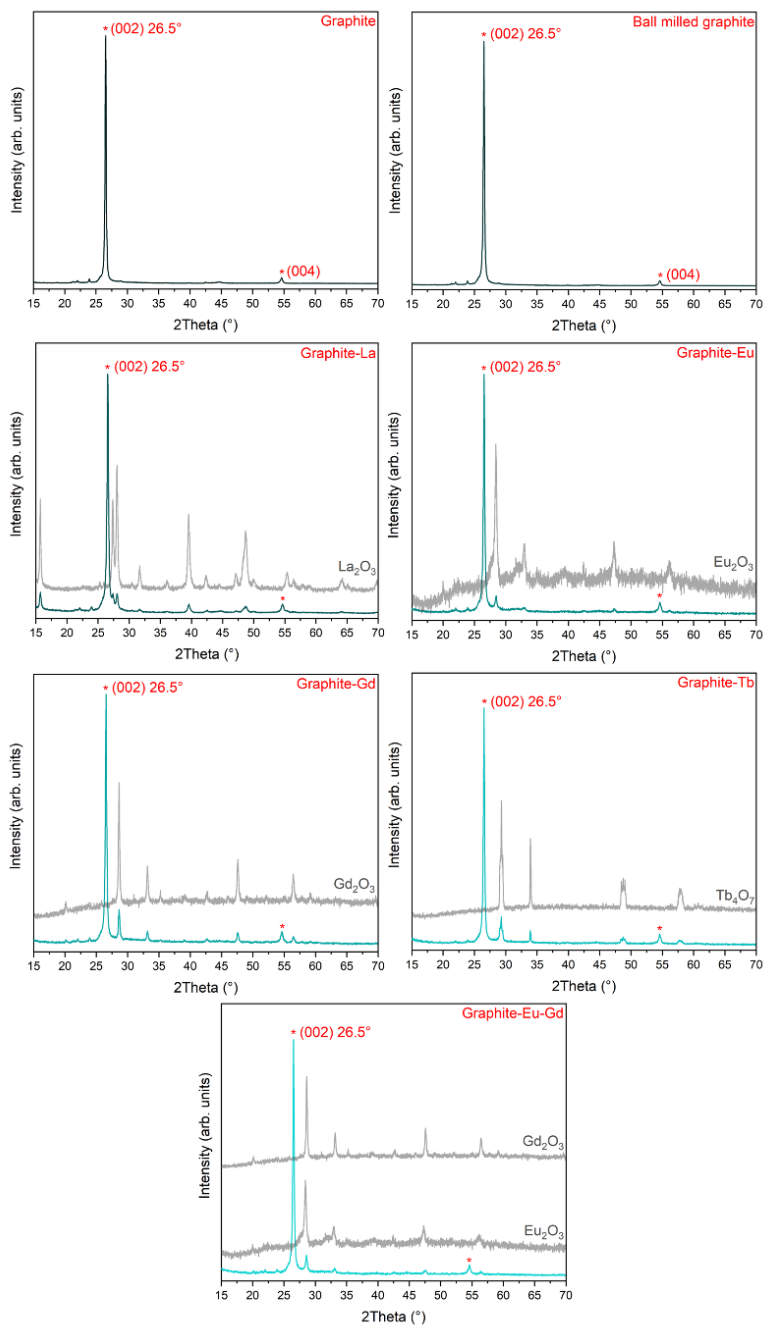 Graphite
* (002) 26.5°
* (004)
Intensity (arb. units)
15 20 25 30 35 40 45 50 55 60 65 70
2Theta (°)
Ball milled graphite
* (002) 26.5°
* (004)
Intensity (arb. units)
15 20 25 30 35 40 45 50 55 60 65 70
2Theta (°)
Graphite-La
* (002) 26.5°
La₂O₃
*
Intensity (arb. units)
15 20 25 30 35 40 45 50 55 60 65 70
2Theta (°)
Graphite-Eu
* (002) 26.5°
Eu₂O₃
*
Intensity (arb. units)
15 20 25 30 35 40 45 50 55 60 65 70
2Theta (°)
Graphite-Gd
* (002) 26.5°
Gd₂O₃
*
Intensity (arb. units)
15 20 25 30 35 40 45 50 55 60 65 70
2Theta (°)
Graphite-Tb
* (002) 26.5°
Tb₄O₇
*
Intensity (arb. units)
15 20 25 30 35 40 45 50 55 60 65 70
2Theta (°)
Graphite-Eu-Gd
* (002) 26.5°
Gd₂O₃
Eu₂O₃
*
Intensity (arb. units)
15 20 25 30 35 40 45 50 55 60 65 70
2Theta (°)